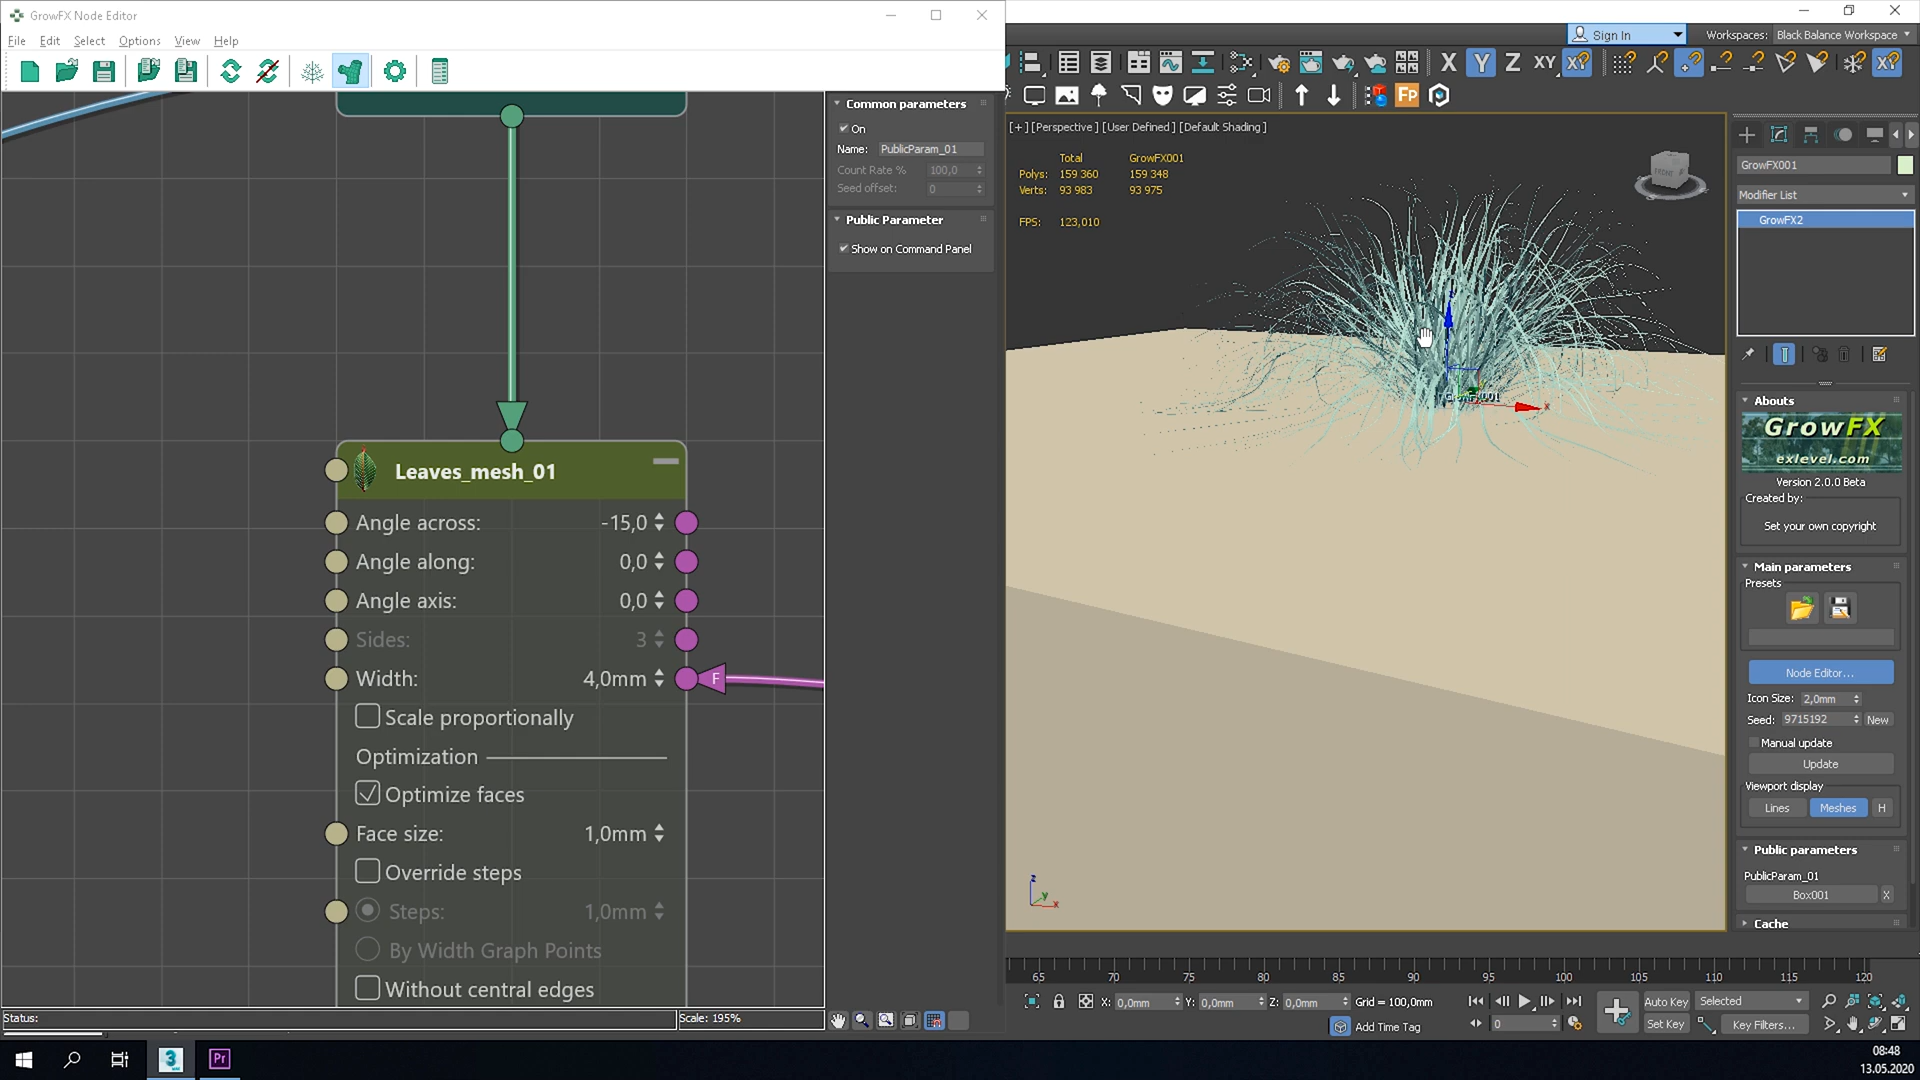 GrowFX Node Editor
File Edit Select Options View Help
Leaves_mesh_01
Angle across: -15,0
Angle along: 0,0
Angle axis: 0,0
Sides: 3
Width: 4,0mm F
Scale proportionally
Optimization
Optimize faces
Face size: 1,0mm
Override steps
Steps: 1,0mm
By Width Graph Points
Without central edges
Status:
Scale: 195%
Common parameters
On
Name: PublicParam_01
Count Rate % 100,0
Seed offset: 0
Public Parameter
Show on Command Panel
Sign In
Workspaces: Black Balance Workspace
X Y Z XY XP XP
Fp
[+] [Perspective] [User Defined] [Default Shading]
Total GrowFX001
Polys: 159 360 159 348
Verts: 93 983 93 975
FPS: 123,010
FRONT
z
GrowFX001
x
z
y
x
GrowFX001
Modifier List
GrowFX2
Abouts
GrowFX
exlevel.com
Version 2.0.0 Beta
Created by:
Set your own copyright
Main parameters
Presets
Node Editor...
Icon Size: 2,0mm
Seed: 9715192 New
Manual update
Update
Viewport display
Lines Meshes H
Public parameters
PublicParam_01
Box001 X
Cache
65 70 75 80 85 90 95 100 105 110 115 120
X: 0,0mm Y: 0,0mm Z: 0,0mm Grid = 100,0mm
Add Time Tag
0
Auto Key Selected
Set Key Key Filters...
3
Pr
08:48
13.05.2020